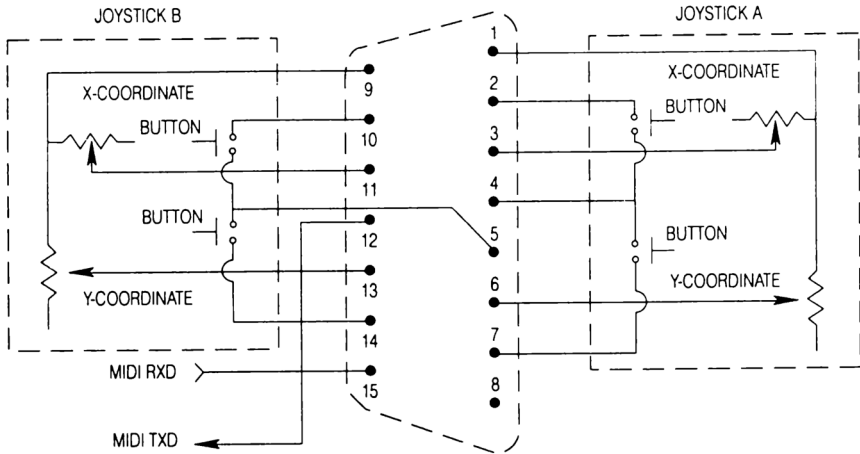 JOYSTICK B
JOYSTICK A
1
X-COORDINATE
9
2
X-COORDINATE
BUTTON
BUTTON
10
3
11
4
BUTTON
12
5
BUTTON
Y-COORDINATE
13
6
Y-COORDINATE
14
7
MIDI RXD
15
8
MIDI TXD